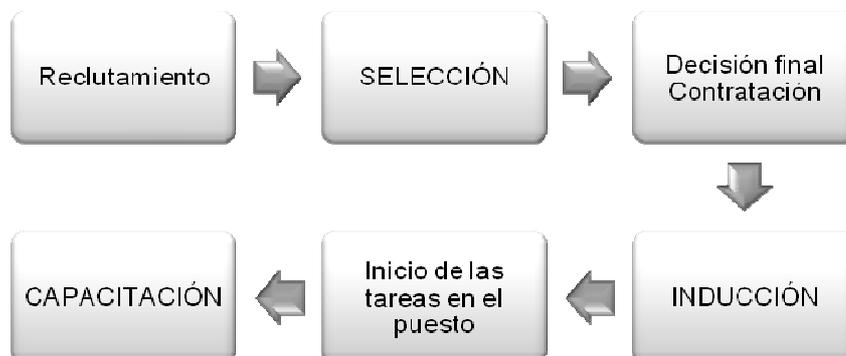 Reclutamiento
SELECCIÓN
Decisión final
Contratación
INDUCCIÓN
Inicio de las
tareas en el
puesto
CAPACITACIÓN